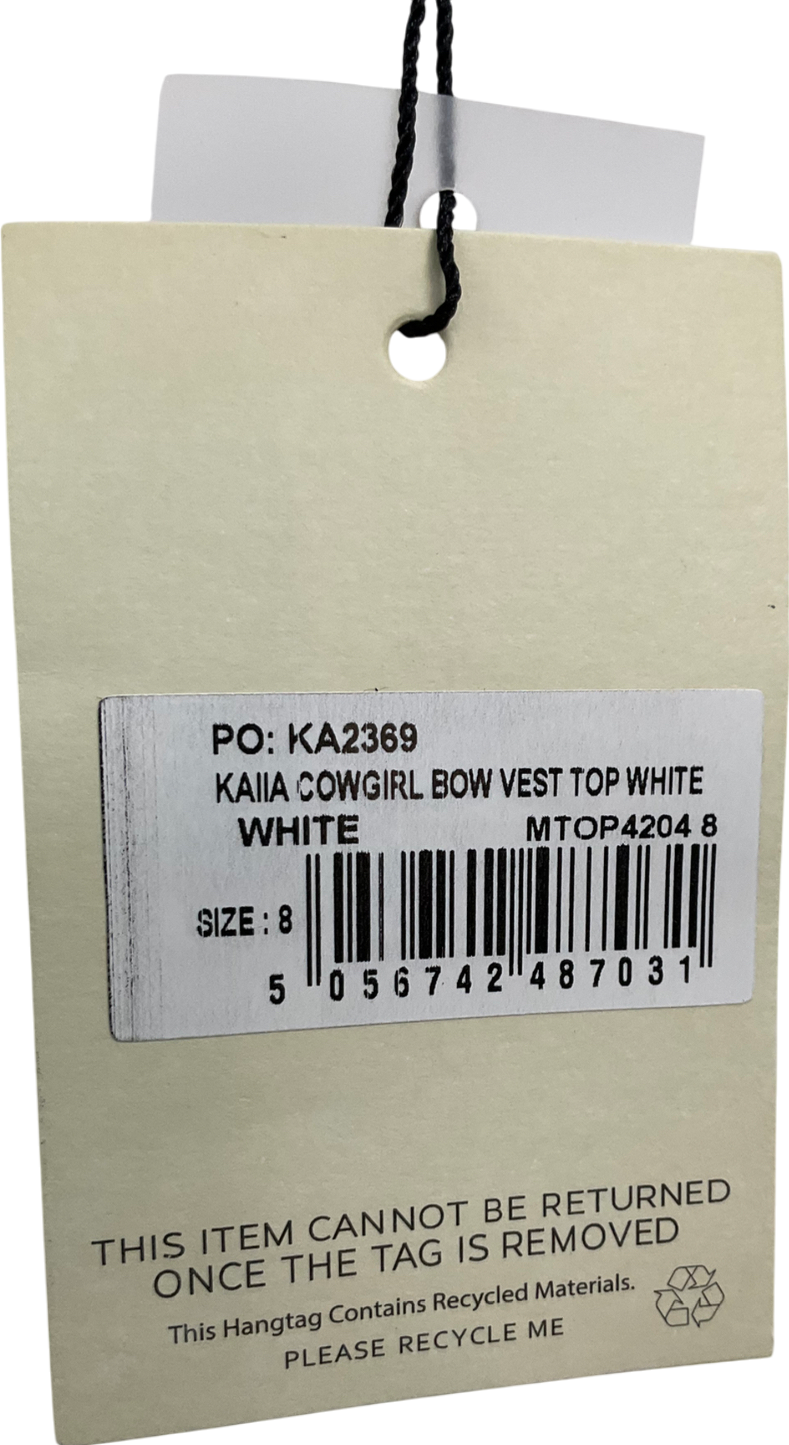 PO: KA2369
KAIIA COWGIRL BOW VEST TOP WHITE
WHITE MTOP4204 8
SIZE : 8
5 056742 487031
THIS ITEM CANNOT BE RETURNED
ONCE THE TAG IS REMOVED
This Hangtag Contains Recycled Materials.
PLEASE RECYCLE ME